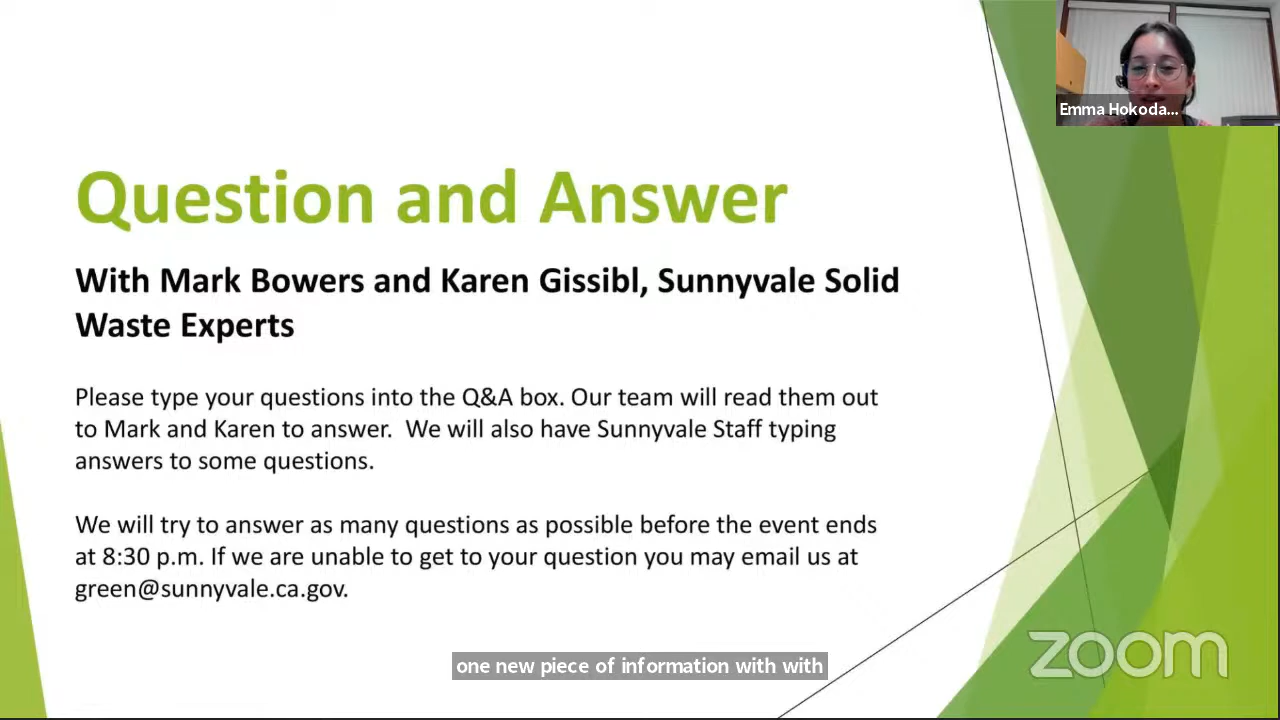 Emma Hokoda...
Question and Answer
With Mark Bowers and Karen Gissibl, Sunnyvale Solid
Waste Experts
Please type your questions into the Q&A box. Our team will read them out
to Mark and Karen to answer.  We will also have Sunnyvale Staff typing
answers to some questions.
We will try to answer as many questions as possible before the event ends
at 8:30 p.m. If we are unable to get to your question you may email us at
green@sunnyvale.ca.gov.
one new piece of information with with
zoom